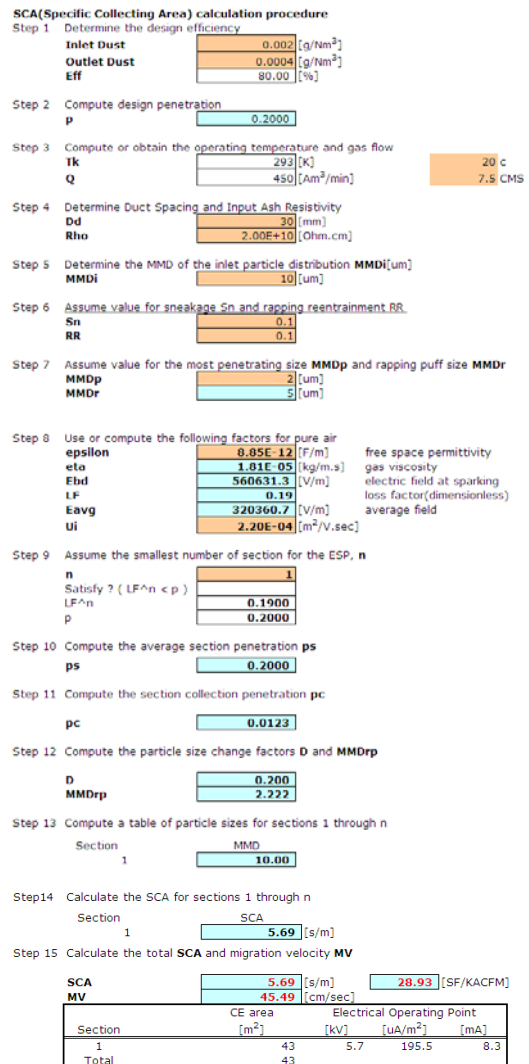 SCA(Specific Collecting Area) calculation procedure
Step 1 Determine the design efficiency
Inlet Dust 0.002 [g/Nm³]
Outlet Dust 0.0004 [g/Nm³]
Eff 80.00 [%]
Step 2 Compute design penetration
p 0.2000
Step 3 Compute or obtain the operating temperature and gas flow
Tk 293 [K] 20 c
Q 450 [Am³/min] 7.5 CMS
Step 4 Determine Duct Spacing and Input Ash Resistivity
Dd 30 [mm]
Rho 2.00E+10 [Ohm.cm]
Step 5 Determine the MMD of the inlet particle distribution MMDi[um]
MMDi 10 [um]
Step 6 Assume value for sneakage Sn and rapping reentrainment RR
Sn 0.1
RR 0.1
Step 7 Assume value for the most penetrating size MMDp and rapping puff size MMDr
MMDp 2 [um]
MMDr 5 [um]
Step 8 Use or compute the following factors for pure air
epsilon 8.85E-12 [F/m] free space permittivity
eta 1.81E-05 [kg/m.s] gas viscosity
Ebd 560631.3 [V/m] electric field at sparking
LF 0.19 loss factor(dimensionless)
Eavg 320360.7 [V/m] average field
Ui 2.20E-04 [m²/V.sec]
Step 9 Assume the smallest number of section for the ESP, n
n 1
Satisfy ? ( LF^n < p )
LF^n 0.1900
p 0.2000
Step 10 Compute the average section penetration ps
ps 0.2000
Step 11 Compute the section collection penetration pc
pc 0.0123
Step 12 Compute the particle size change factors D and MMDrp
D 0.200
MMDrp 2.222
Step 13 Compute a table of particle sizes for sections 1 through n
Section MMD
1 10.00
Step14 Calculate the SCA for sections 1 through n
Section SCA
1 5.69 [s/m]
Step 15 Calculate the total SCA and migration velocity MV
SCA 5.69 [s/m] 28.93 [SF/KACFM]
MV 45.49 [cm/sec]
CE area Electrical Operating Point
Section [m²] [kV] [uA/m²] [mA]
1 43 5.7 195.5 8.3
Total 43